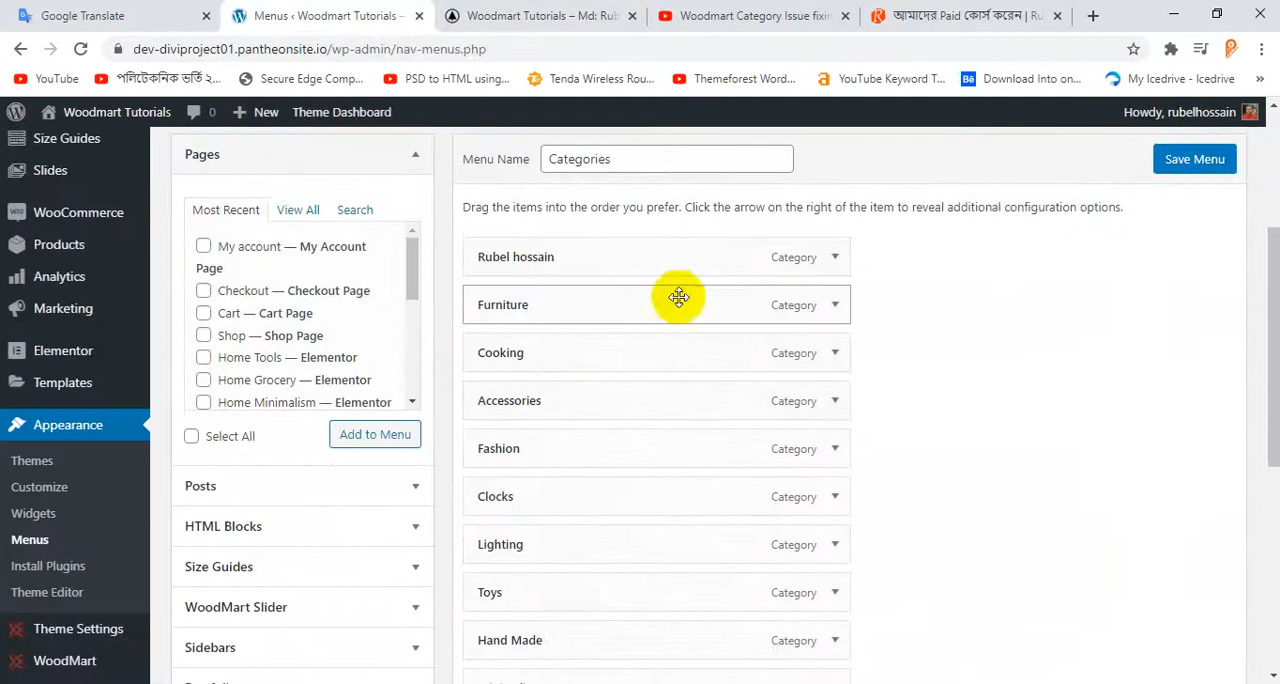 Google Translate
Menus ‹ Woodmart Tutorials –
Woodmart Tutorials – Md: Rub
Woodmart Category Issue fixin
আমাদের Paid কোর্স করেন | Ru
dev-diviproject01.pantheonsite.io/wp-admin/nav-menus.php
YouTube
পলিটেকনিক ভর্তি ২...
Secure Edge Comp...
PSD to HTML using...
Tenda Wireless Rou...
Themeforest Word...
YouTube Keyword T...
Download Into on...
My Icedrive - Icedrive
Woodmart Tutorials
0
New
Theme Dashboard
Howdy, rubelhossain
Size Guides
Slides
WooCommerce
Products
Analytics
Marketing
Elementor
Templates
Appearance
Themes
Customize
Widgets
Menus
Install Plugins
Theme Editor
Theme Settings
WoodMart
Pages
Most Recent
View All
Search
My account — My Account
Page
Checkout — Checkout Page
Cart — Cart Page
Shop — Shop Page
Home Tools — Elementor
Home Grocery — Elementor
Home Minimalism — Elementor
Select All
Add to Menu
Posts
HTML Blocks
Size Guides
WoodMart Slider
Sidebars
Menu Name
Categories
Save Menu
Drag the items into the order you prefer. Click the arrow on the right of the item to reveal additional configuration options.
Rubel hossain Category
Furniture Category
Cooking Category
Accessories Category
Fashion Category
Clocks Category
Lighting Category
Toys Category
Hand Made Category